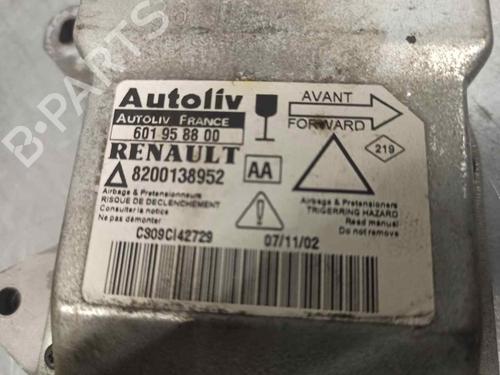 B-PARTS
Autoliv
AUTOLIV FRANCE
601 95 88 00
RENAULT
8200138952
AA
AVANT
FORWARD
219
Airbags & Pretensionneurs
RISQUE DE DECLENCHEMENT
Consulter la notice
Ne pas démonter
Airbags & Pretensioners
TRIGERRING HAZARD
Read manual
Do not remove
CS09CI42729
07/11/02